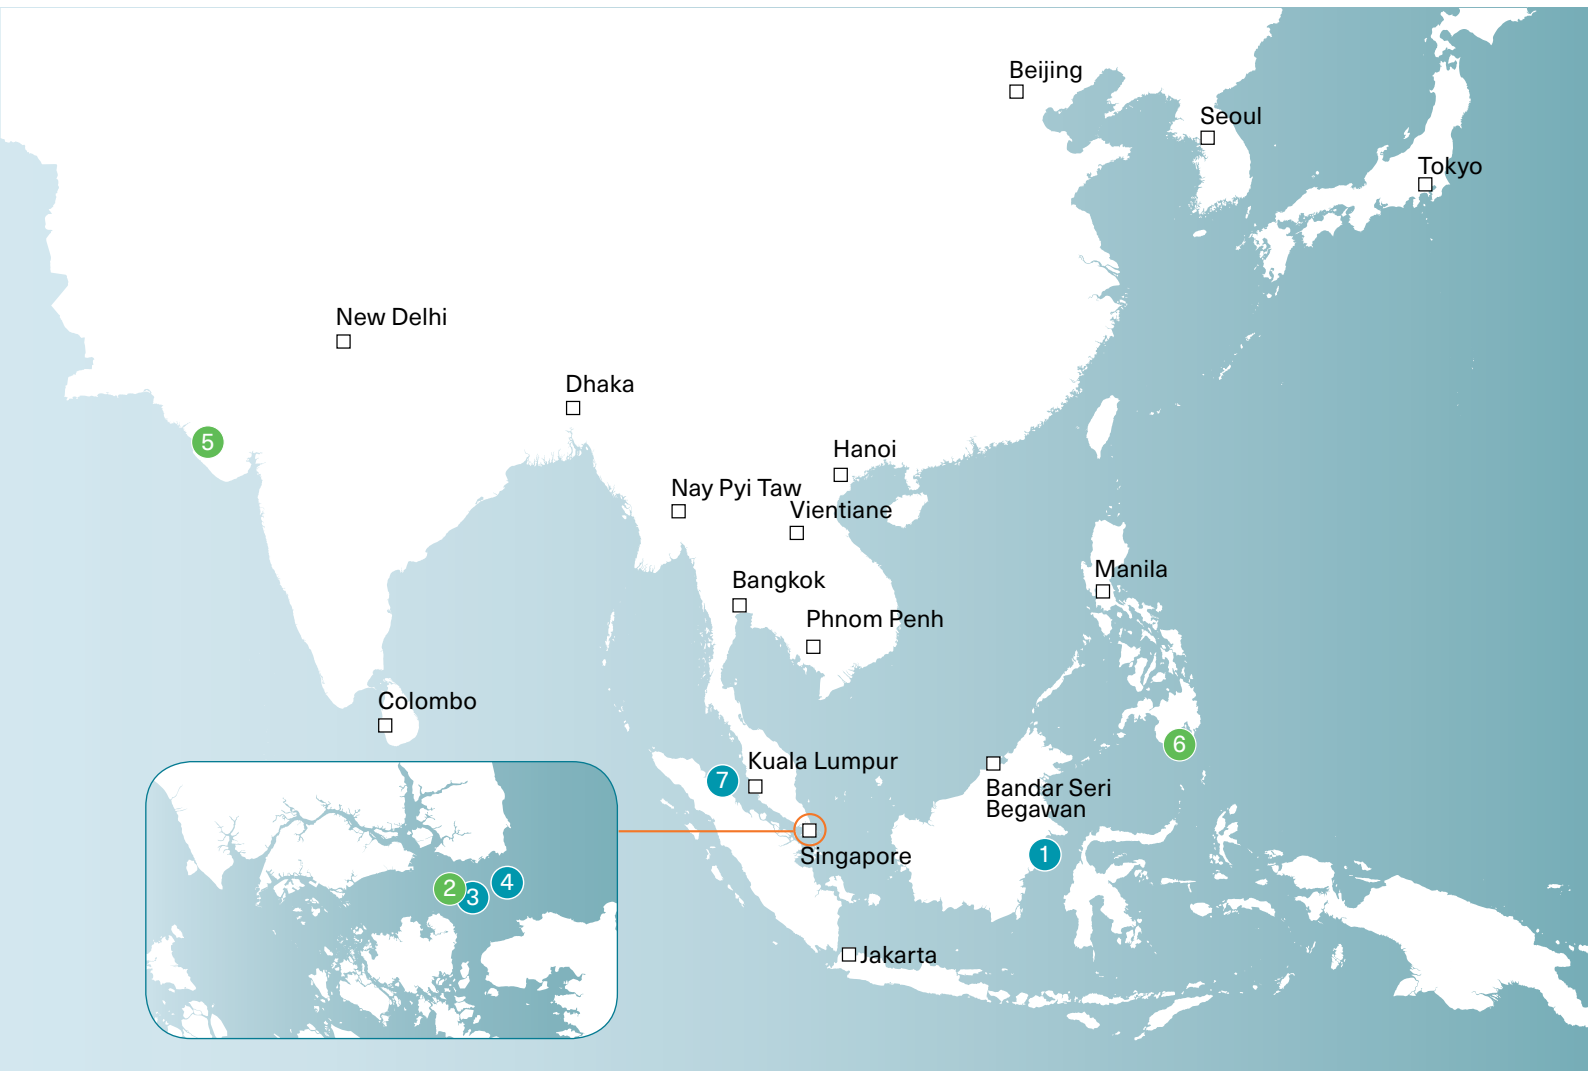 Beijing
Seoul
Tokyo
New Delhi
Dhaka
5
Hanoi
Nay Pyi Taw
Vientiane
Manila
Bangkok
Phnom Penh
Colombo
6
Kuala Lumpur
7
Bandar Seri
Begawan
Singapore
1
2
3
4
Jakarta